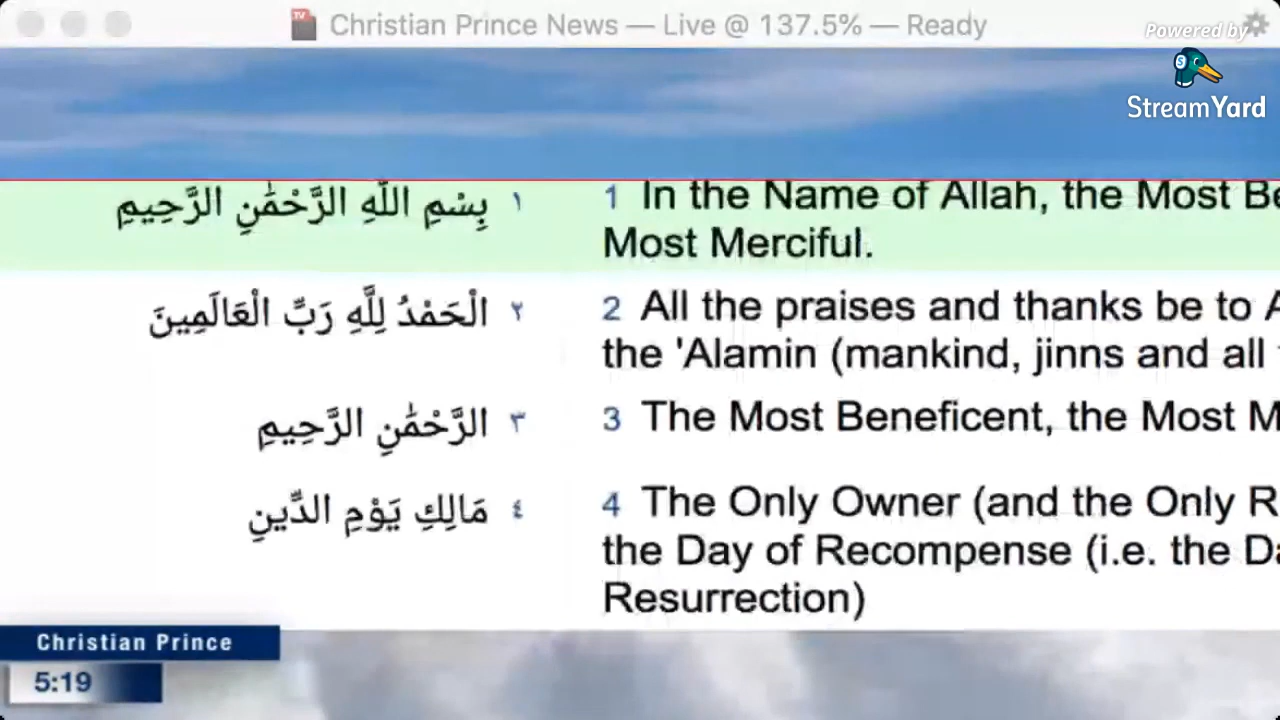 Christian Prince News — Live @ 137.5% — Ready
Powered by
StreamYard
بِسْمِ اللَّهِ الرَّحْمَٰنِ الرَّحِيمِ ١
1 In the Name of Allah, the Most Be
Most Merciful.
الْحَمْدُ لِلَّهِ رَبِّ الْعَالَمِينَ ٢
2 All the praises and thanks be to A
the 'Alamin (mankind, jinns and all
الرَّحْمَٰنِ الرَّحِيمِ ٣
3 The Most Beneficent, the Most M
مَالِكِ يَوْمِ الدِّينِ ٤
4 The Only Owner (and the Only R
the Day of Recompense (i.e. the Da
Resurrection)
Christian Prince
5:19